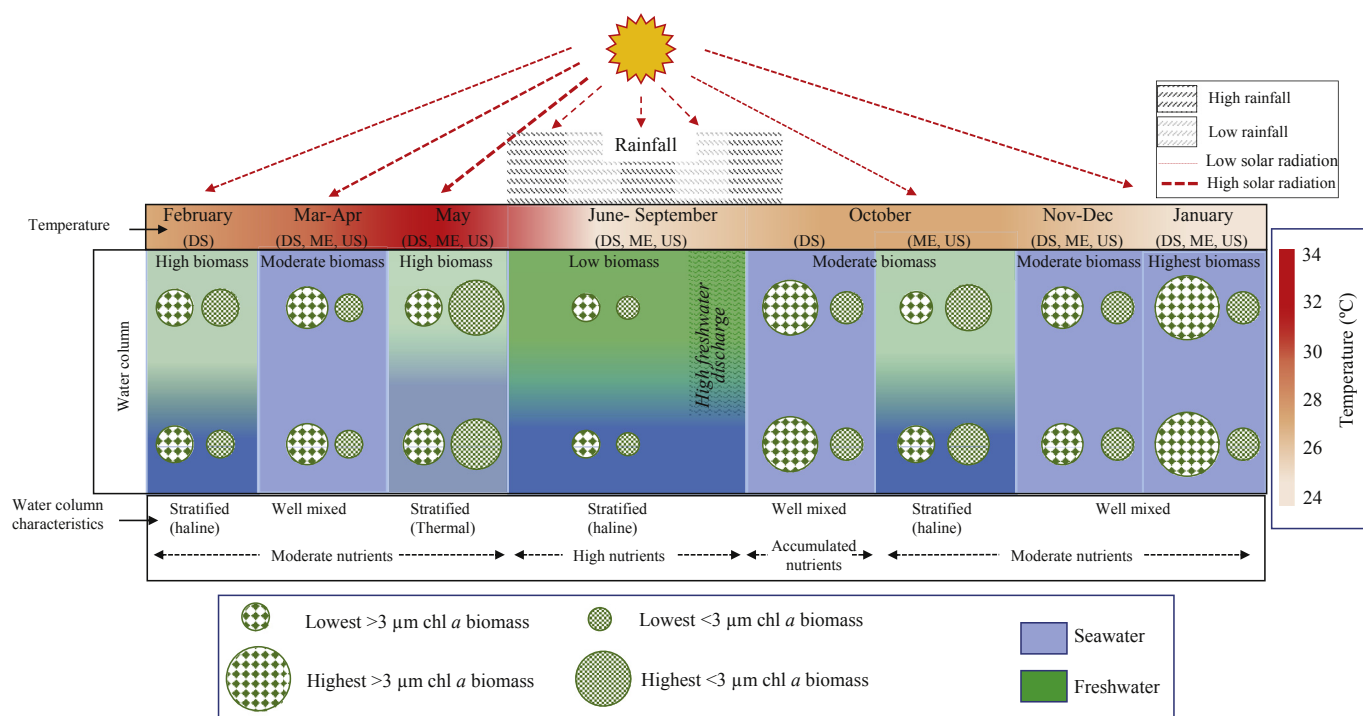 High rainfall
Low rainfall
Low solar radiation
High solar radiation
Rainfall
Temperature
February
Mar-Apr
May
June- September
October
Nov-Dec
January
(DS)
(DS, ME, US)
(DS, ME, US)
(DS, ME, US)
(DS)
(ME, US)
(DS, ME, US)
(DS, ME, US)
High biomass
Moderate biomass
High biomass
Low biomass
Moderate biomass
Moderate biomass
Highest biomass
Water column
High freshwater
discharge
34
32
30
28
26
24
Temperature (ºC)
Water column
characteristics
Stratified
(haline)
Well mixed
Stratified
(Thermal)
Stratified
(haline)
Well mixed
Stratified
(haline)
Well mixed
Moderate nutrients
High nutrients
Accumulated
nutrients
Moderate nutrients
Lowest >3 µm chl a biomass
Lowest <3 µm chl a biomass
Highest >3 µm chl a biomass
Highest <3 µm chl a biomass
Seawater
Freshwater